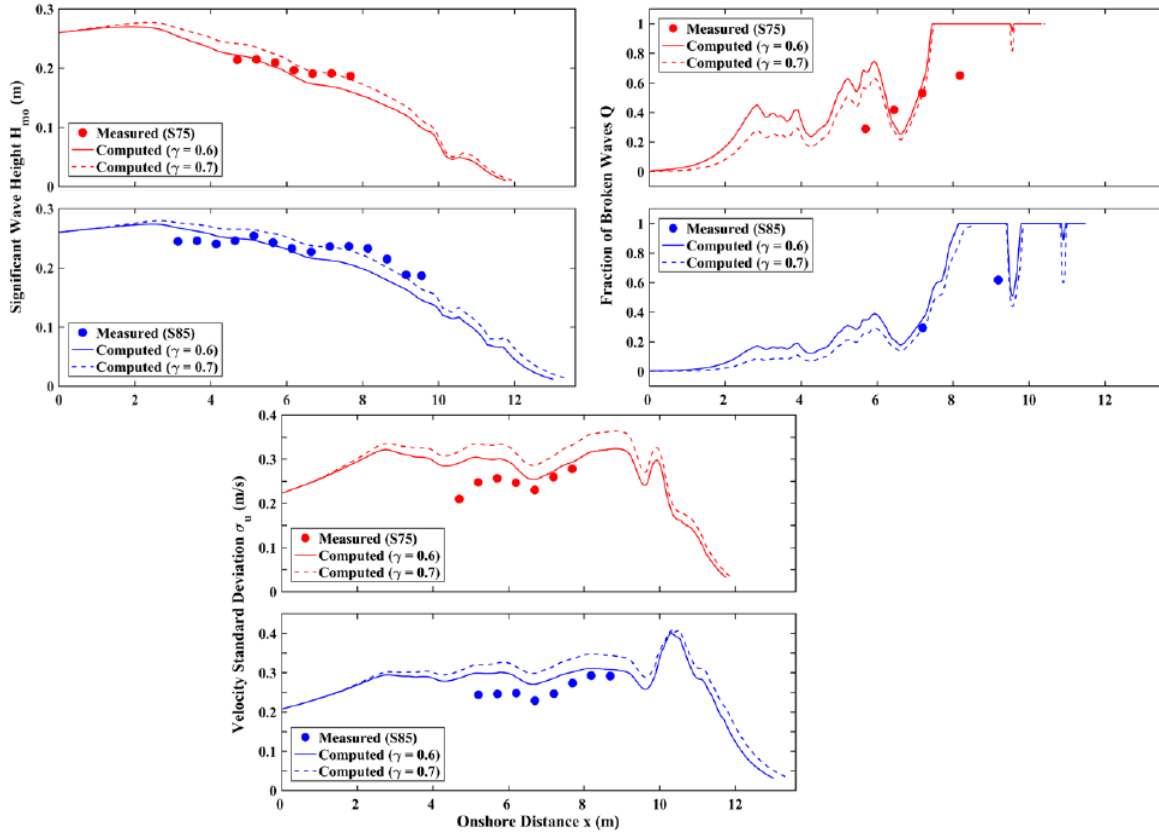 Significant Wave Height H_mo (m)
0.3
0.2
0.1
0
Measured (S75)
Computed (γ = 0.6)
Computed (γ = 0.7)
0.3
0.2
0.1
0
Measured (S85)
Computed (γ = 0.6)
Computed (γ = 0.7)
0 2 4 6 8 10 12
Fraction of Broken Waves Q
1
0.8
0.6
0.4
0.2
0
Measured (S75)
Computed (γ = 0.6)
Computed (γ = 0.7)
1
0.8
0.6
0.4
0.2
0
Measured (S85)
Computed (γ = 0.6)
Computed (γ = 0.7)
0 2 4 6 8 10 12
Velocity Standard Deviation σ_u (m/s)
0.4
0.3
0.2
0.1
0
Measured (S75)
Computed (γ = 0.6)
Computed (γ = 0.7)
0.4
0.3
0.2
0.1
0
Measured (S85)
Computed (γ = 0.6)
Computed (γ = 0.7)
0 2 4 6 8 10 12
Onshore Distance x (m)